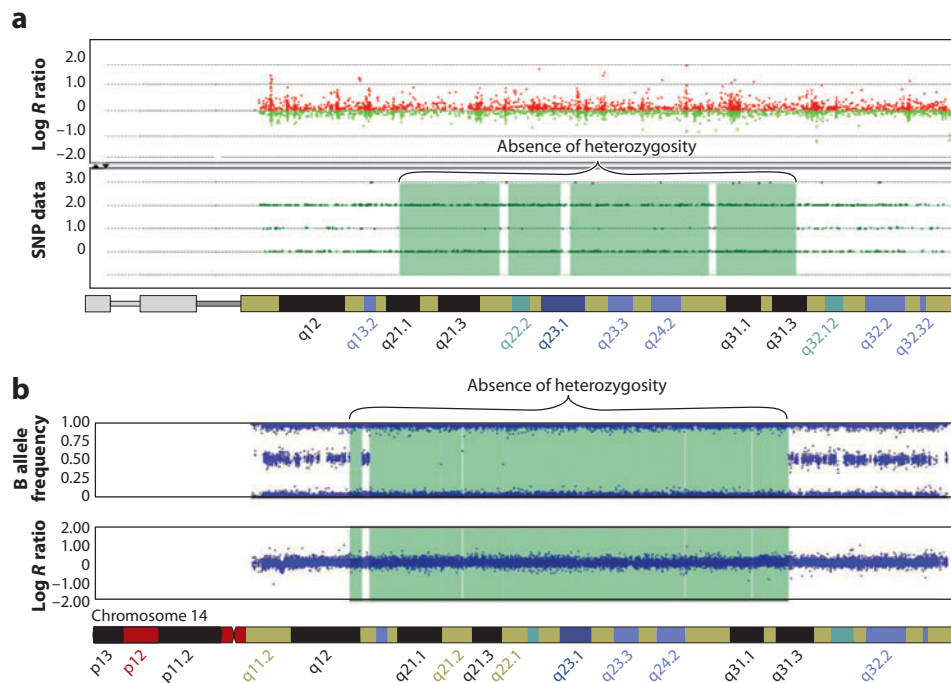 a
Log R ratio
2.0
1.0
0
−1.0
−2.0
Absence of heterozygosity
SNP data
3.0
2.0
1.0
0
q12
q13.2
q21.1
q21.3
q22.2
q23.1
q23.3
q24.2
q31.1
q31.3
q32.12
q32.2
q32.32
b
Absence of heterozygosity
B allele
frequency
1.00
0.75
0.50
0.25
0
Log R ratio
2.00
1.00
0
−1.000
−2.00
Chromosome 14
p13
p12
p11.2
q11.2
q12
q21.1
q21.2
q21.3
q22.1
q23.1
q23.3
q24.2
q31.1
q31.3
q32.2